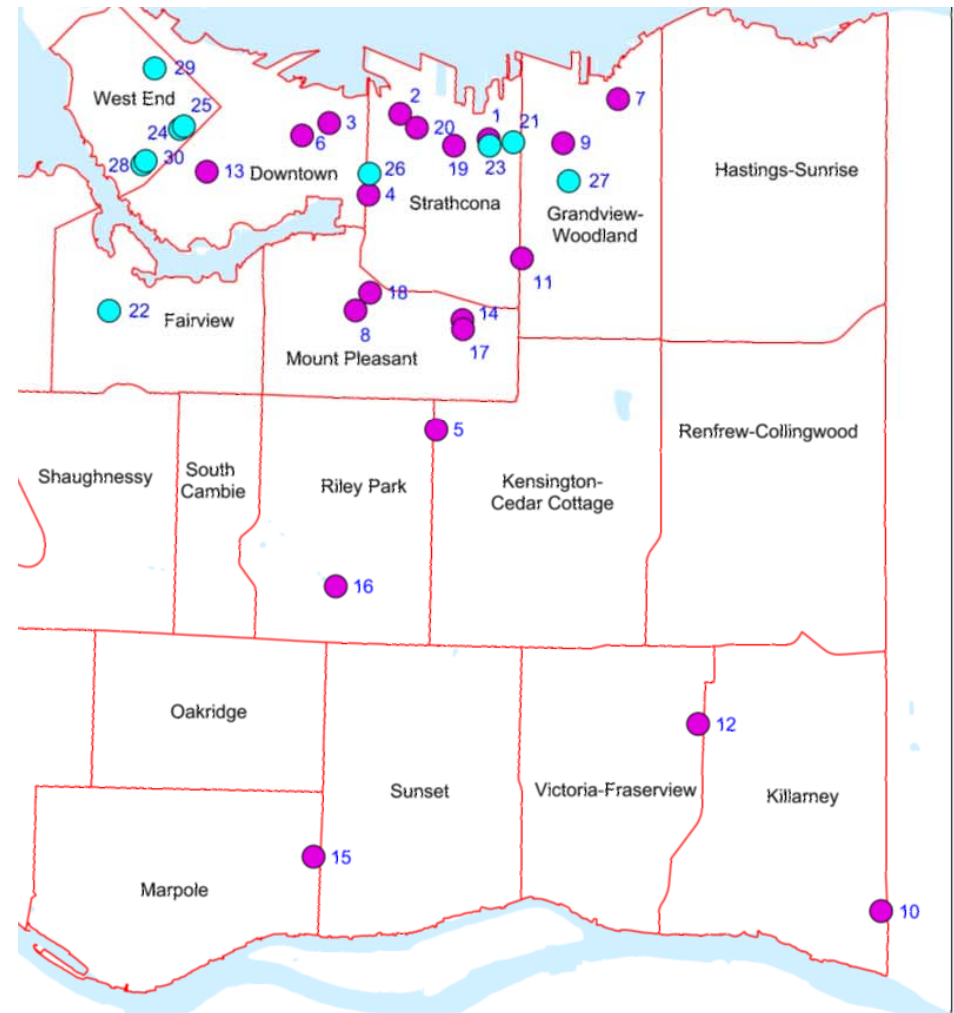 29
West End
25
24
2
7
3
20
1
21
6
9
28
30
19
23
13
Downtown
26
27
Hastings-Sunrise
4
Strathcona
Grandview-
Woodland
11
18
22
Fairview
14
8
17
Mount Pleasant
5
Renfrew-Collingwood
Shaughnessy
South
Cambie
Riley Park
Kensington-
Cedar Cottage
16
Oakridge
12
Sunset
Victoria-Fraserview
Killarney
15
Marpole
10